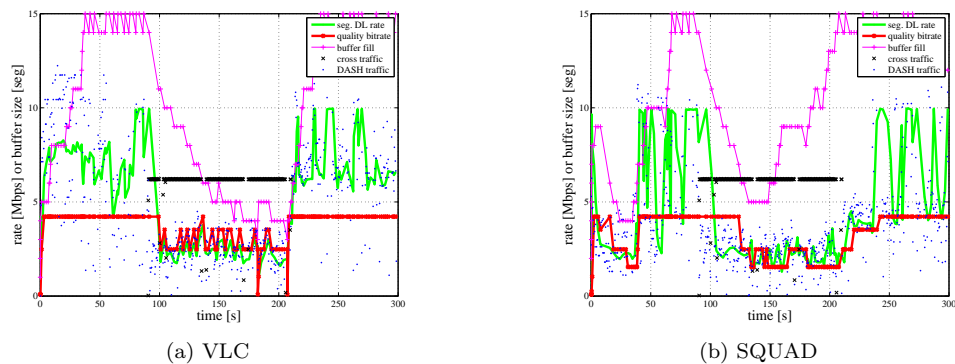 15
10
5
0
0
50
100
150
200
250
300
rate [Mbps] or buffer size [seg]
time [s]
seg. DL rate
quality bitrate
buffer fill
cross traffic
DASH traffic
(a) VLC
15
10
5
0
0
50
100
150
200
250
300
rate [Mbps] or buffer size [seg]
time [s]
seg. DL rate
quality bitrate
buffer fill
cross traffic
DASH traffic
(b) SQUAD